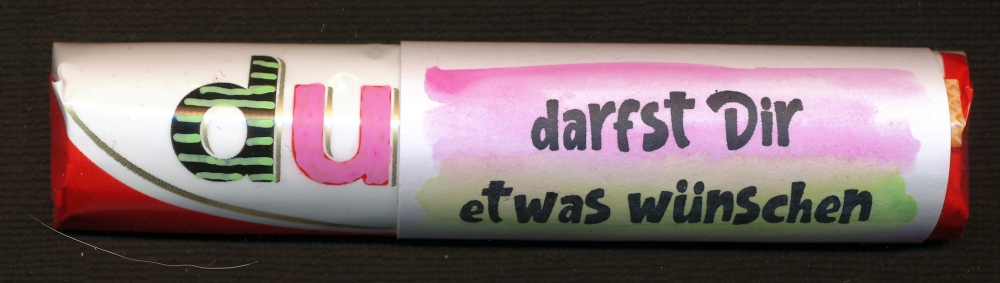 du
darfst Dir
etwas wünschen